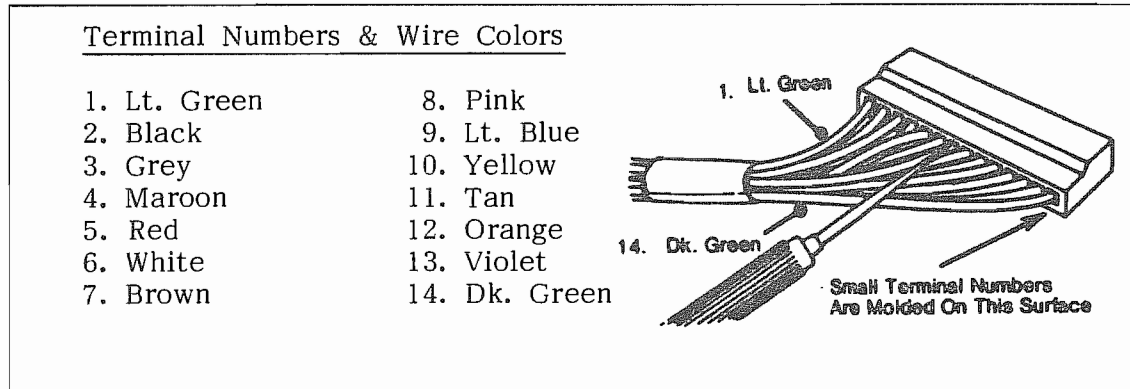 Terminal Numbers & Wire Colors
1. Lt. Green
2. Black
3. Grey
4. Maroon
5. Red
6. White
7. Brown
8. Pink
9. Lt. Blue
10. Yellow
11. Tan
12. Orange
13. Violet
14. Dk. Green
1. Lt. Green
14. Dk. Green
Small Terminal Numbers
Are Molded On This Surface